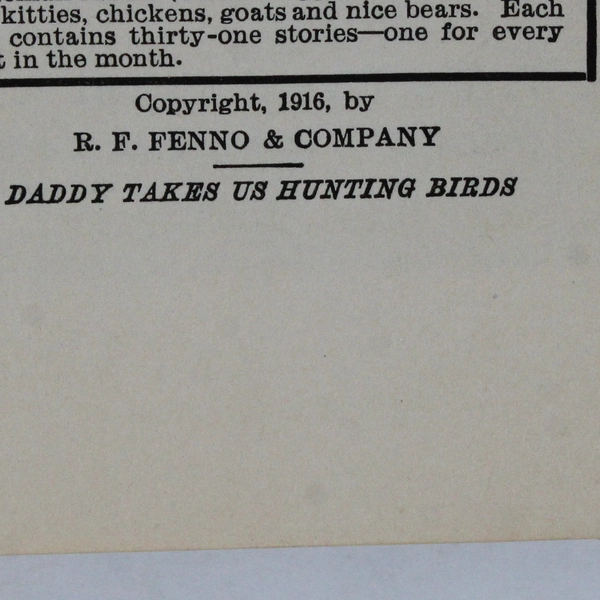 kitties, chickens, goats and nice bears. Each
contains thirty-one stories—one for every
in the month.
Copyright, 1916, by
R. F. FENNO & COMPANY
DADDY TAKES US HUNTING BIRDS